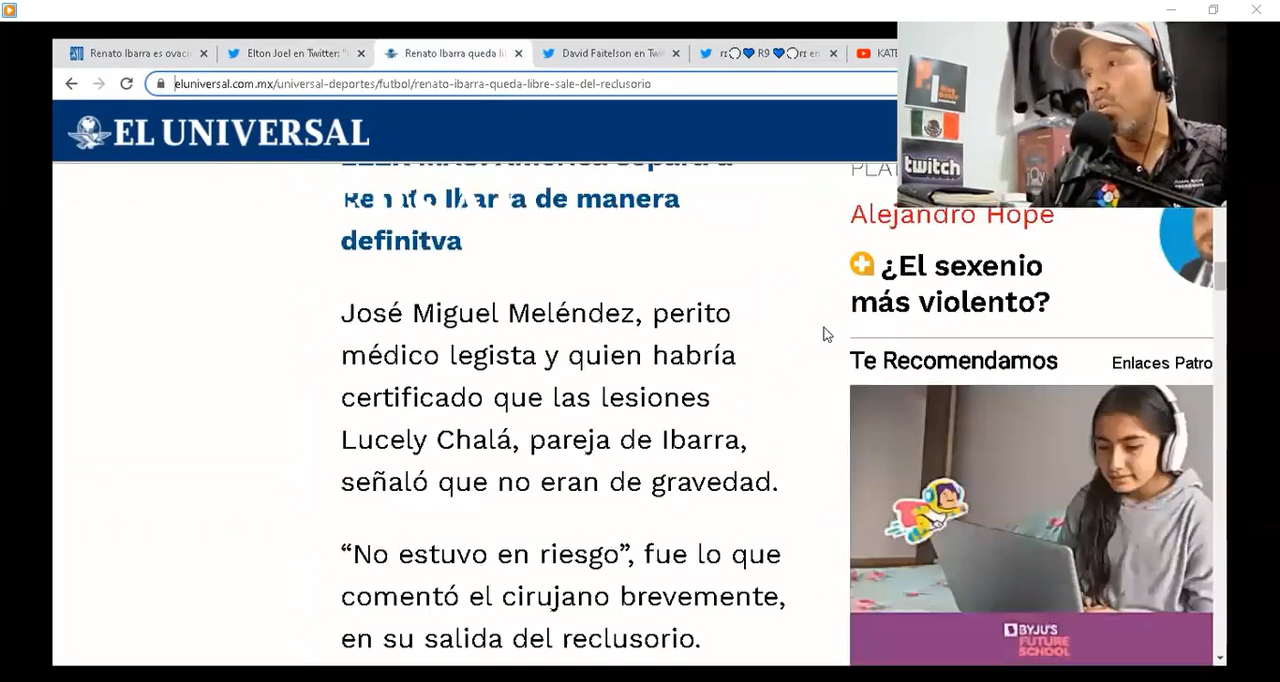 Renato Ibarra es ovaci
Elton Joel en Twitter: "
Renato Ibarra queda li
David Faitelson en Twi
R9
KATE
eluniversal.com.mx/universal-deportes/futbol/renato-ibarra-queda-libre-sale-del-reclusorio
EL UNIVERSAL
Renato Ibarra de manera
definitva
José Miguel Meléndez, perito
médico legista y quien habría
certificado que las lesiones
Lucely Chalá, pareja de Ibarra,
señaló que no eran de gravedad.
“No estuvo en riesgo”, fue lo que
comentó el cirujano brevemente,
en su salida del reclusorio.
twitch
Alejandro Hope
¿El sexenio
más violento?
Te Recomendamos
Enlaces Patro
BYJU'S
FUTURE
SCHOOL